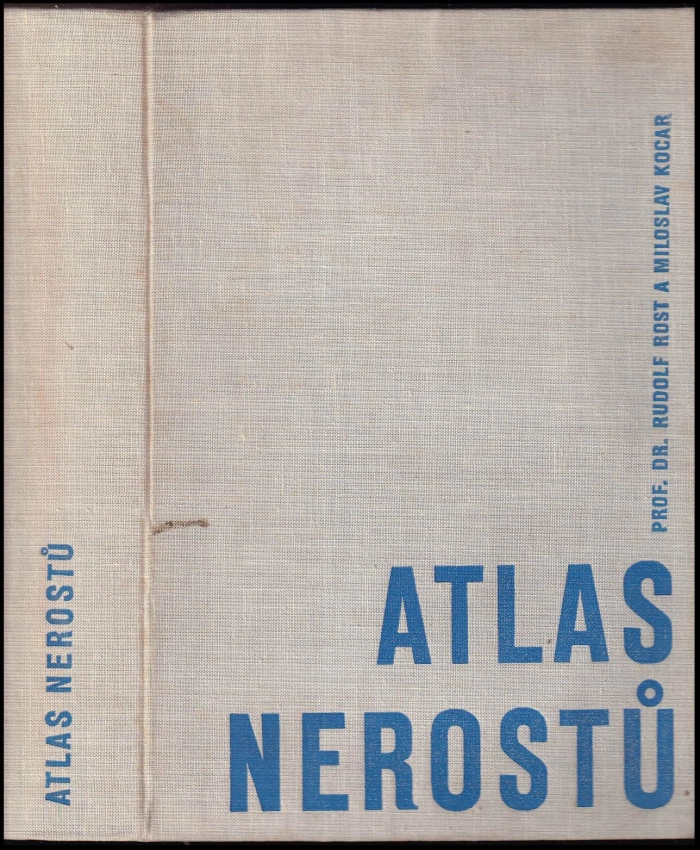 ATLAS NEROSTŮ
PROF. DR. RUDOLF ROST A MILOSLAV KOCAR
ATLAS
NEROSTŮ